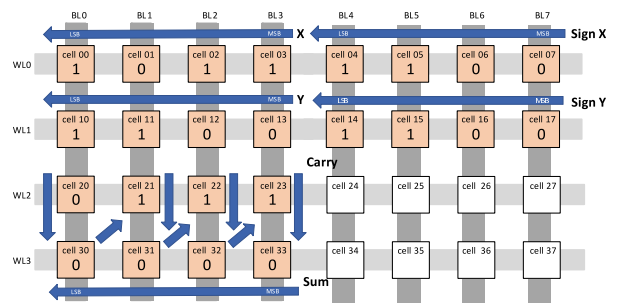 BL0 BL1 BL2 BL3 BL4 BL5 BL6 BL7
LSB MSB X LSB MSB Sign X
WL0 cell 00 cell 01 cell 02 cell 03 cell 04 cell 05 cell 06 cell 07
1 0 1 1 1 1 0 0
LSB MSB Y LSB MSB Sign Y
WL1 cell 10 cell 11 cell 12 cell 13 cell 14 cell 15 cell 16 cell 17
1 1 0 0 1 1 0 0
Carry
WL2 cell 20 cell 21 cell 22 cell 23 cell 24 cell 25 cell 26 cell 27
0 1 1 1
WL3 cell 30 cell 31 cell 32 cell 33 cell 34 cell 35 cell 36 cell 37
0 0 0 0
LSB MSB Sum